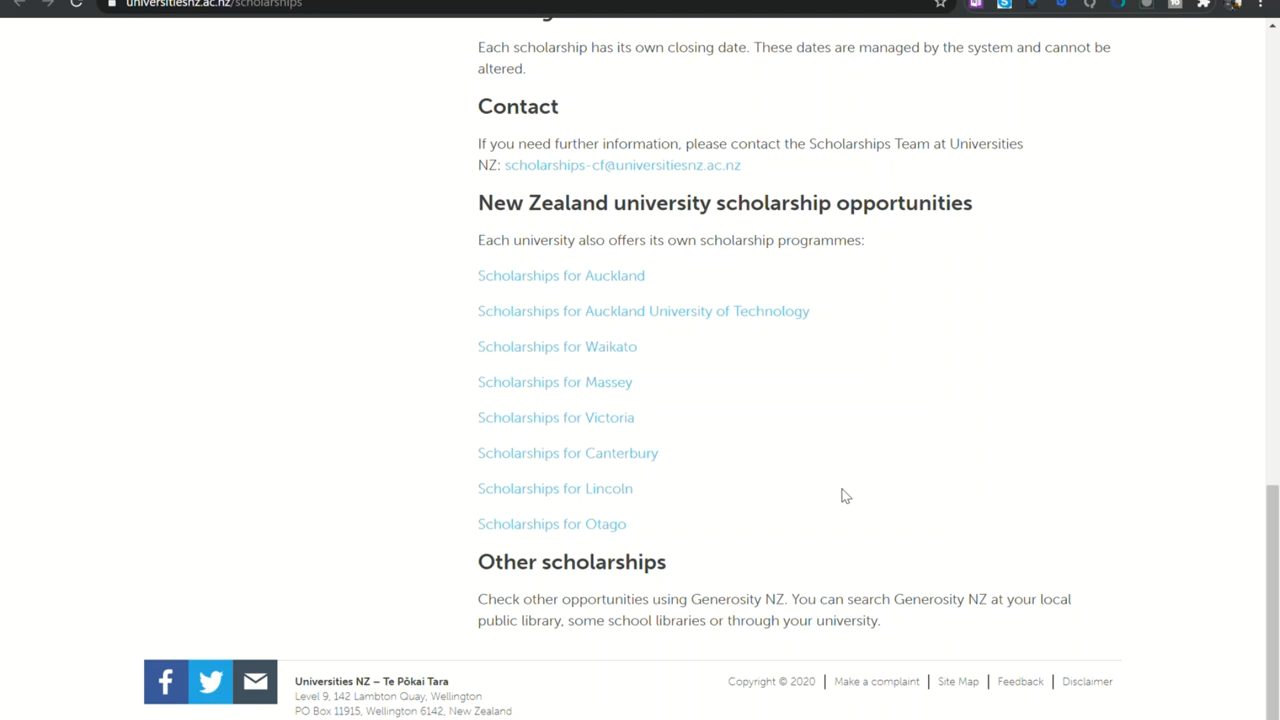 universitiesnz.ac.nz/scholarships
Each scholarship has its own closing date. These dates are managed by the system and cannot be
altered.
Contact
If you need further information, please contact the Scholarships Team at Universities
NZ: scholarships-cf@universitiesnz.ac.nz
New Zealand university scholarship opportunities
Each university also offers its own scholarship programmes:
Scholarships for Auckland
Scholarships for Auckland University of Technology
Scholarships for Waikato
Scholarships for Massey
Scholarships for Victoria
Scholarships for Canterbury
Scholarships for Lincoln
Scholarships for Otago
Other scholarships
Check other opportunities using Generosity NZ. You can search Generosity NZ at your local
public library, some school libraries or through your university.
Universities NZ – Te Pōkai Tara
Level 9, 142 Lambton Quay, Wellington
PO Box 11915, Wellington 6142, New Zealand
Copyright © 2020 | Make a complaint | Site Map | Feedback | Disclaimer